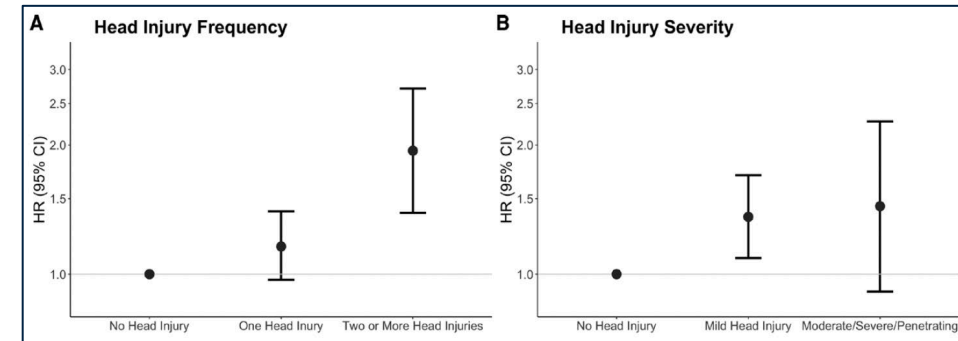 A Head Injury Frequency
HR (95% CI)
3.0
2.5
2.0
1.5
1.0
No Head Injury One Head Inury Two or More Head Injuries
B Head Injury Severity
HR (95% CI)
3.0
2.5
2.0
1.5
1.0
No Head Injury Mild Head Injury Moderate/Severe/Penetrating